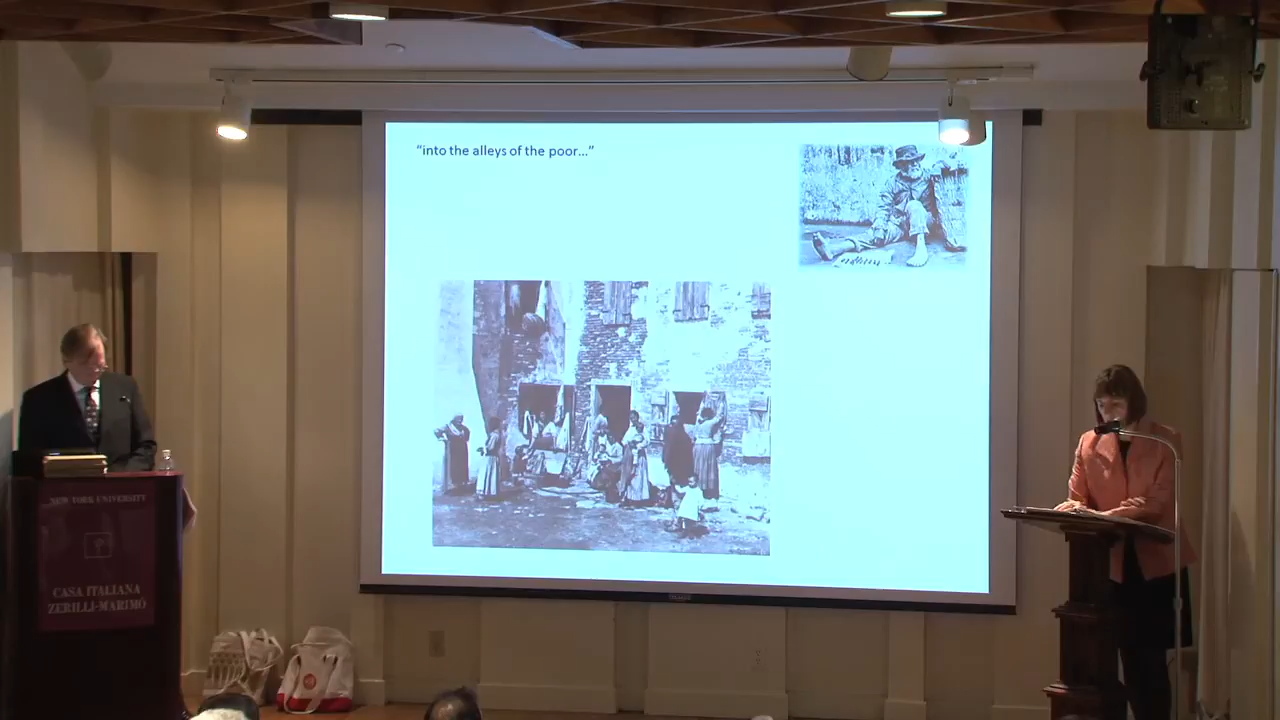 “into the alleys of the poor...”
NEW YORK UNIVERSITY
CASA ITALIANA
ZERILLI-MARIMÒ